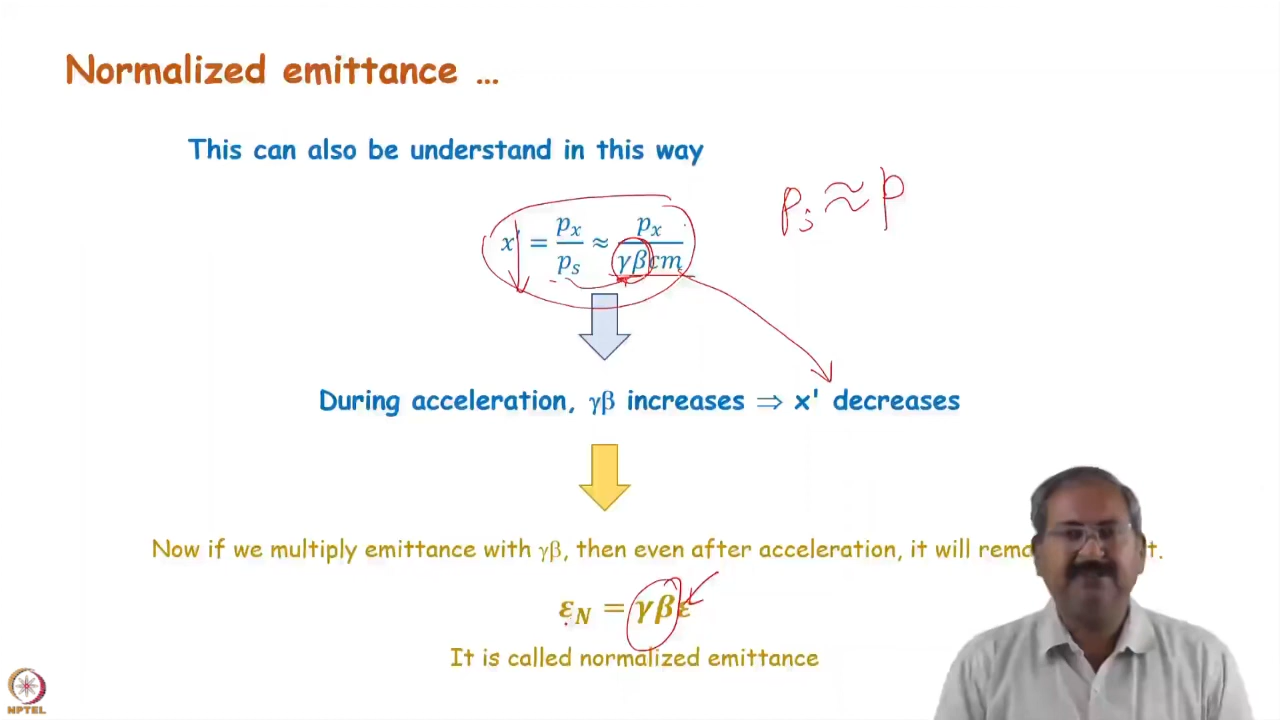 Normalized emittance ...
This can also be understand in this way
x' = p_x / p_s ≈ p_x / γβcm
p_s ≈ p
During acceleration, γβ increases ⇒ x' decreases
Now if we multiply emittance with γβ, then even after acceleration, it will
ε_N = γβε
It is called normalized emittance
NPTEL